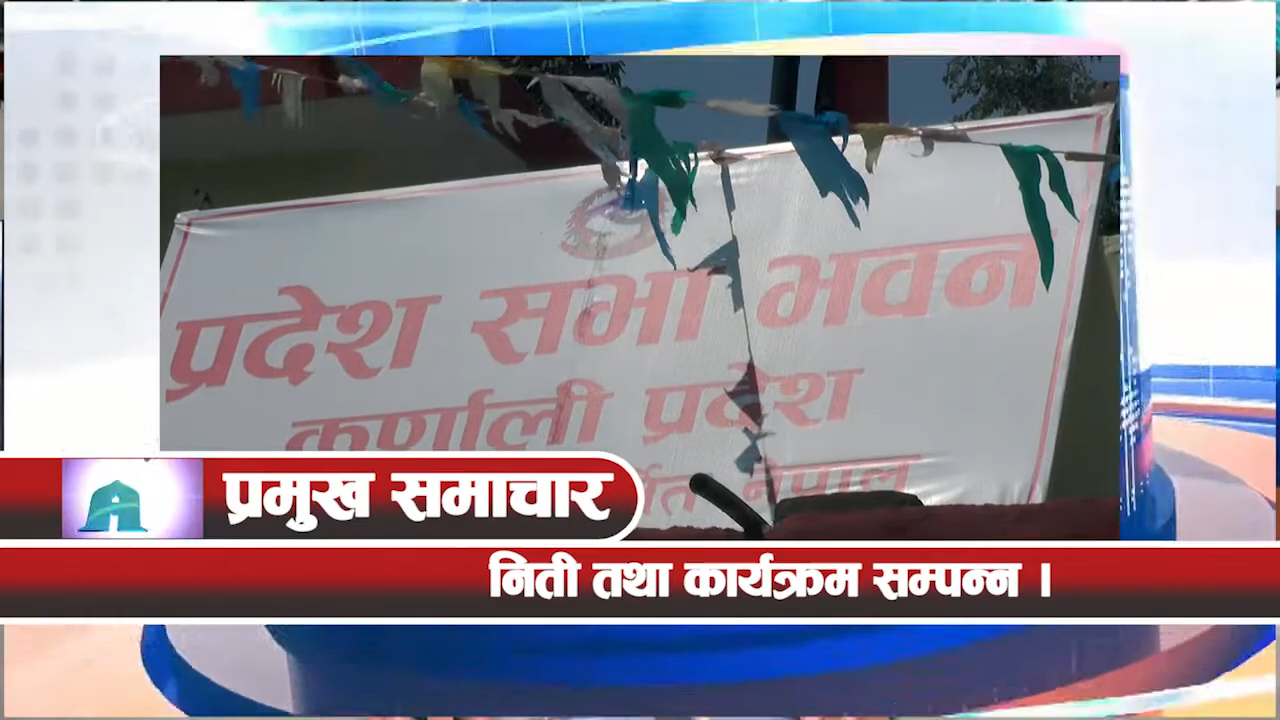 प्रदेश सभा भवन
कर्णाली प्रदेश
नेपाल
प्रमुख समाचार
निती तथा कार्यक्रम सम्पन्न ।